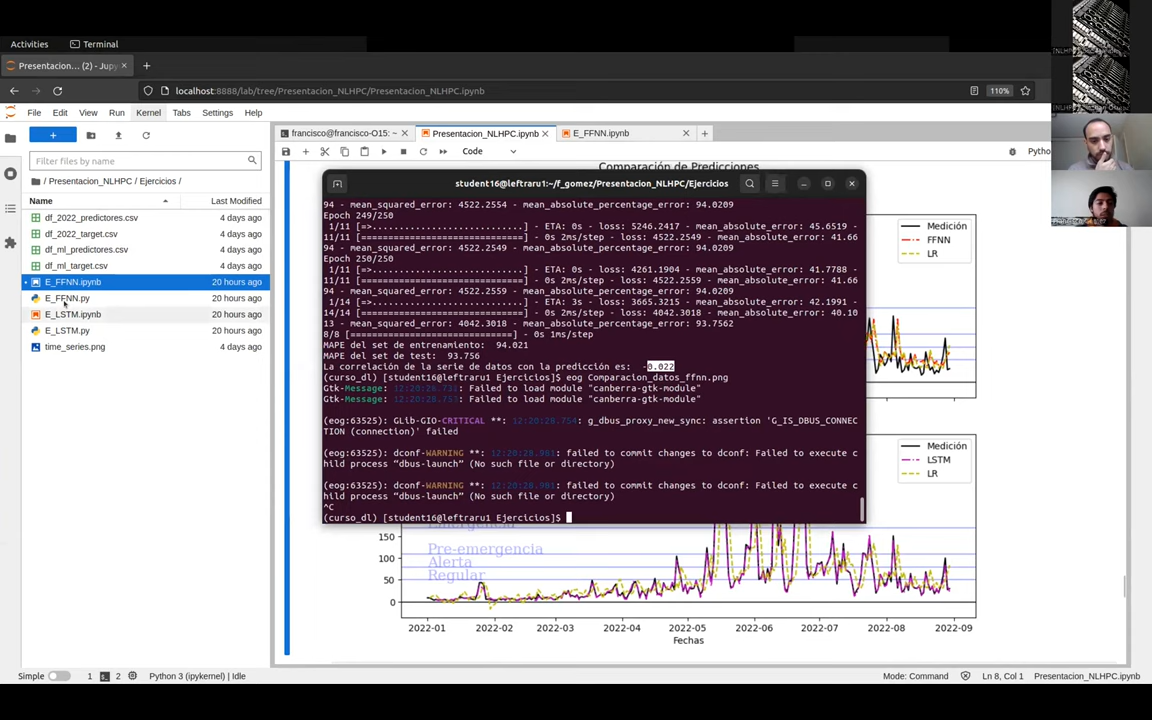 Activities
Terminal
Presentacion... (2) - Jupy
localhost:8888/lab/tree/Presentacion_NLHPC/Presentacion_NLHPC.ipynb
110%
File Edit View Run Kernel Tabs Settings Help
francisco@francisco-O15: ~
Presentacion_NLHPC.ipynb
E_FFNN.ipynb
Code
Python
Filter files by name
/ Presentacion_NLHPC / Ejercicios /
Name
Last Modified
df_2022_predictores.csv 4 days ago
df_2022_target.csv 4 days ago
df_ml_predictores.csv 4 days ago
df_ml_target.csv 4 days ago
E_FFNN.ipynb 20 hours ago
E_FFNN.py 20 hours ago
E_LSTM.ipynb 20 hours ago
E_LSTM.py 20 hours ago
time_series.png 4 days ago
Comparación de Predicciones
student16@leftraru1:~/f_gomez/Presentacion_NLHPC/Ejercicios
94 - mean_squared_error: 4522.2554 - mean_absolute_percentage_error: 94.0209
Epoch 249/250
1/11 [=>............................] - ETA: 0s - loss: 5246.2417 - mean_absolute_error: 45.6519
11/11 [==============================] - 0s 2ms/step - loss: 4522.2549 - mean_absolute_error: 41.66
94 - mean_squared_error: 4522.2549 - mean_absolute_percentage_error: 94.0209
Epoch 250/250
1/11 [=>............................] - ETA: 0s - loss: 4261.1904 - mean_absolute_error: 41.7788
11/11 [==============================] - 0s 2ms/step - loss: 4522.2559 - mean_absolute_error: 41.66
94 - mean_squared_error: 4522.2559 - mean_absolute_percentage_error: 94.0209
1/14 [=>............................] - ETA: 3s - loss: 3665.3215 - mean_absolute_error: 42.1991
14/14 [==============================] - 0s 2ms/step - loss: 4042.3018 - mean_absolute_error: 40.10
13 - mean_squared_error: 4042.3018 - mean_absolute_percentage_error: 93.7562
8/8 [==============================] - 0s 1ms/step
MAPE del set de entrenamiento: 94.021
MAPE del set de test: 93.756
La correlación de la serie de datos con la predicción es: -0.022
(curso_dl) [student16@leftraru1 Ejercicios]$ eog Comparacion_datos_ffnn.png
Gtk-Message: Failed to load module "canberra-gtk-module"
Gtk-Message: Failed to load module "canberra-gtk-module"
(eog:63525): GLib-GIO-CRITICAL **: g_dbus_proxy_new_sync: assertion 'G_IS_DBUS_CONNE
CTION (connection)' failed
(eog:63525): dconf-WARNING **: failed to commit changes to dconf: Failed to execute c
hild process “dbus-launch” (No such file or directory)
(eog:63525): dconf-WARNING **: failed to commit changes to dconf: Failed to execute c
hild process “dbus-launch” (No such file or directory)
^C
(curso_dl) [student16@leftraru1 Ejercicios]$
Medición
FFNN
LR
Medición
LSTM
LR
Pre-emergencia
Alerta
Regular
150
100
50
0
2022-01 2022-02 2022-03 2022-04 2022-05 2022-06 2022-07 2022-08 2022-09
Fechas
Simple
1
2
Python 3 (ipykernel) | Idle
Mode: Command
Ln 8, Col 1
Presentacion_NLHPC.ipynb